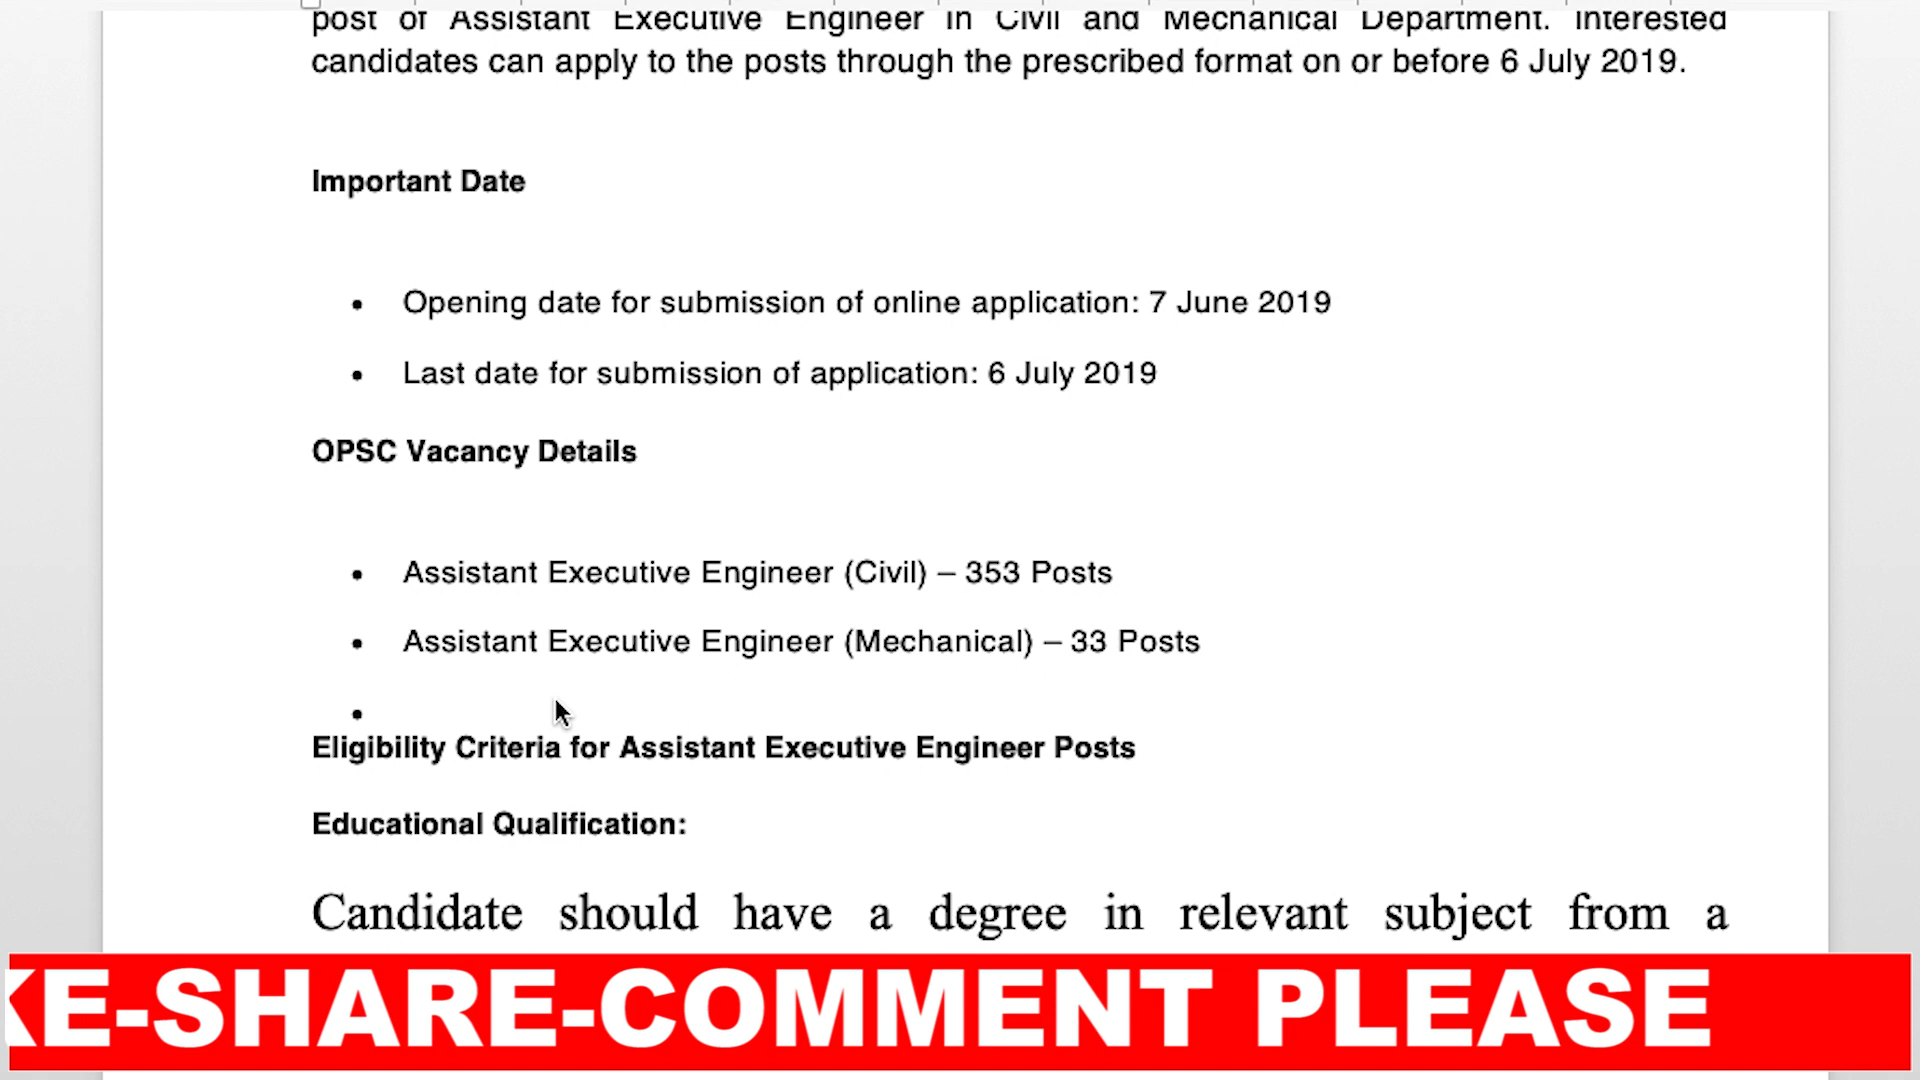 post of Assistant Executive Engineer in Civil and Mechanical Department. Interested
candidates can apply to the posts through the prescribed format on or before 6 July 2019.
Important Date
• Opening date for submission of online application: 7 June 2019
• Last date for submission of application: 6 July 2019
OPSC Vacancy Details
• Assistant Executive Engineer (Civil) – 353 Posts
• Assistant Executive Engineer (Mechanical) – 33 Posts
•
Eligibility Criteria for Assistant Executive Engineer Posts
Educational Qualification:
Candidate should have a degree in relevant subject from a
KE-SHARE-COMMENT PLEASE